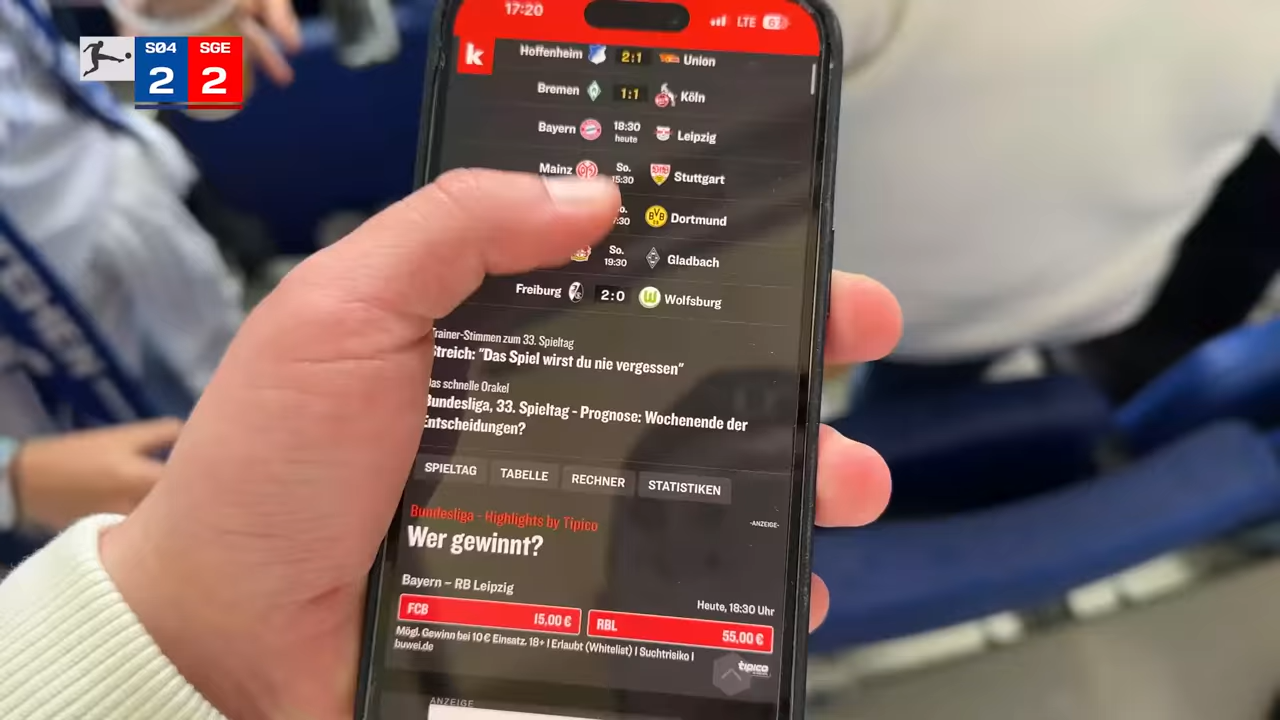 S04 SGE
2 2
17:20 LTE 67
k
Hoffenheim 2:1 Union
Bremen 1:1 Köln
Bayern 18:30 heute Leipzig
Mainz So. 15:30 Stuttgart
:30 Dortmund
So. 19:30 Gladbach
Freiburg 2:0 Wolfsburg
Trainer-Stimmen zum 33. Spieltag
Streich: "Das Spiel wirst du nie vergessen"
Das schnelle Orakel
Bundesliga, 33. Spieltag - Prognose: Wochenende der
Entscheidungen?
SPIELTAG TABELLE RECHNER STATISTIKEN
Bundesliga - Highlights by Tipico
-ANZEIGE-
Wer gewinnt?
Bayern – RB Leipzig
Heute, 18:30 Uhr
FCB 15,00 € RBL 55,00 €
Mögl. Gewinn bei 10 € Einsatz. 18+ | Erlaubt (Whitelist) | Suchtrisiko |
buwei.de
tipico
ANZEIGE